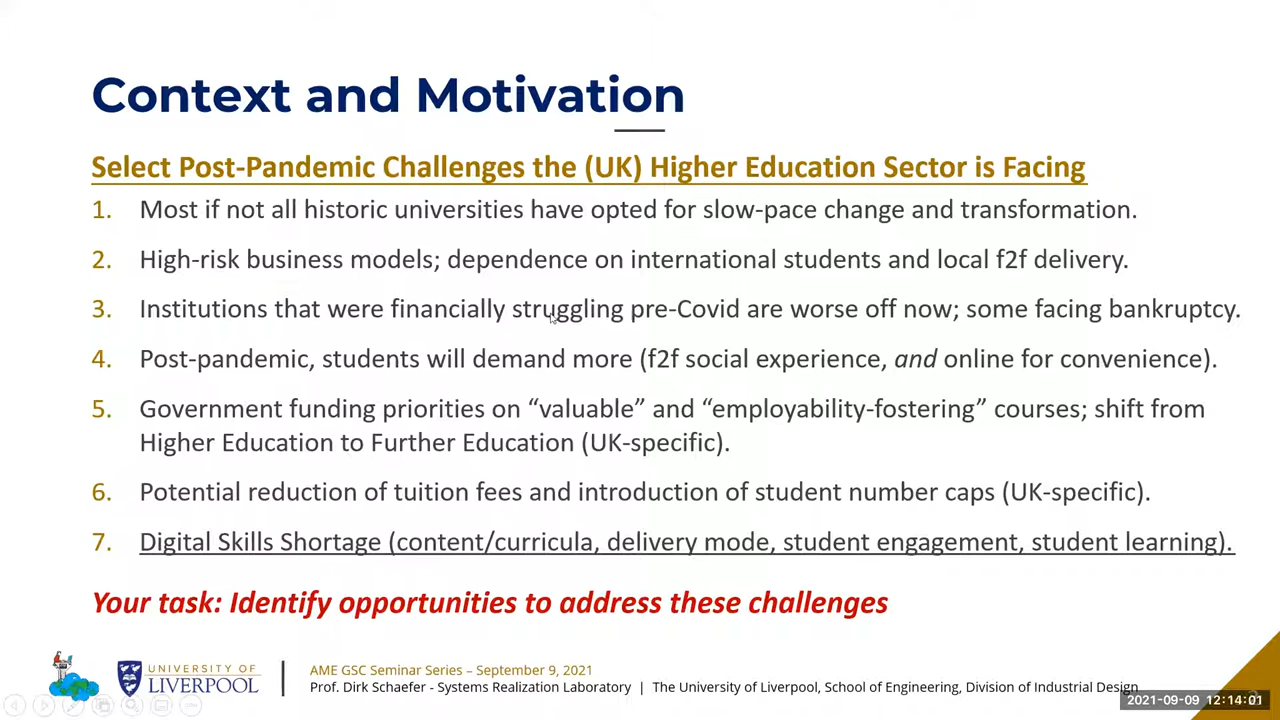 Context and Motivation
Select Post-Pandemic Challenges the (UK) Higher Education Sector is Facing
1. Most if not all historic universities have opted for slow-pace change and transformation.
2. High-risk business models; dependence on international students and local f2f delivery.
3. Institutions that were financially struggling pre-Covid are worse off now; some facing bankruptcy.
4. Post-pandemic, students will demand more (f2f social experience, and online for convenience).
5. Government funding priorities on “valuable” and “employability-fostering” courses; shift from
Higher Education to Further Education (UK-specific).
6. Potential reduction of tuition fees and introduction of student number caps (UK-specific).
7. Digital Skills Shortage (content/curricula, delivery mode, student engagement, student learning).
Your task: Identify opportunities to address these challenges
UNIVERSITY OF
LIVERPOOL
AME GSC Seminar Series – September 9, 2021
Prof. Dirk Schaefer - Systems Realization Laboratory | The University of Liverpool, School of Engineering, Division of Industrial Design
2021-09-09 12:14:01